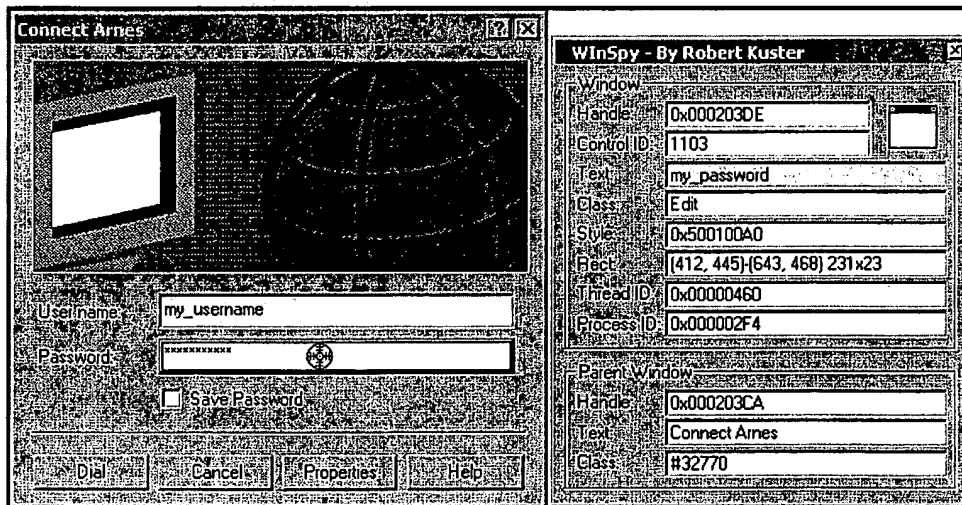 Connect Arnes
User name:
my_username
Password:
xxxxxxxxxxx
Save Password
Dial
Cancel
Properties
Help
WInSpy - By Robert Kuster
Window
Handle: 0x000203DE
Control ID: 1103
Text: my_password
Class: Edit
Style: 0x500100A0
Rect: (412, 445)-(643, 468) 231x23
Thread ID: 0x00000460
Process ID: 0x000002F4
Parent Window
Handle: 0x000203CA
Text: Connect Arnes
Class: #32770